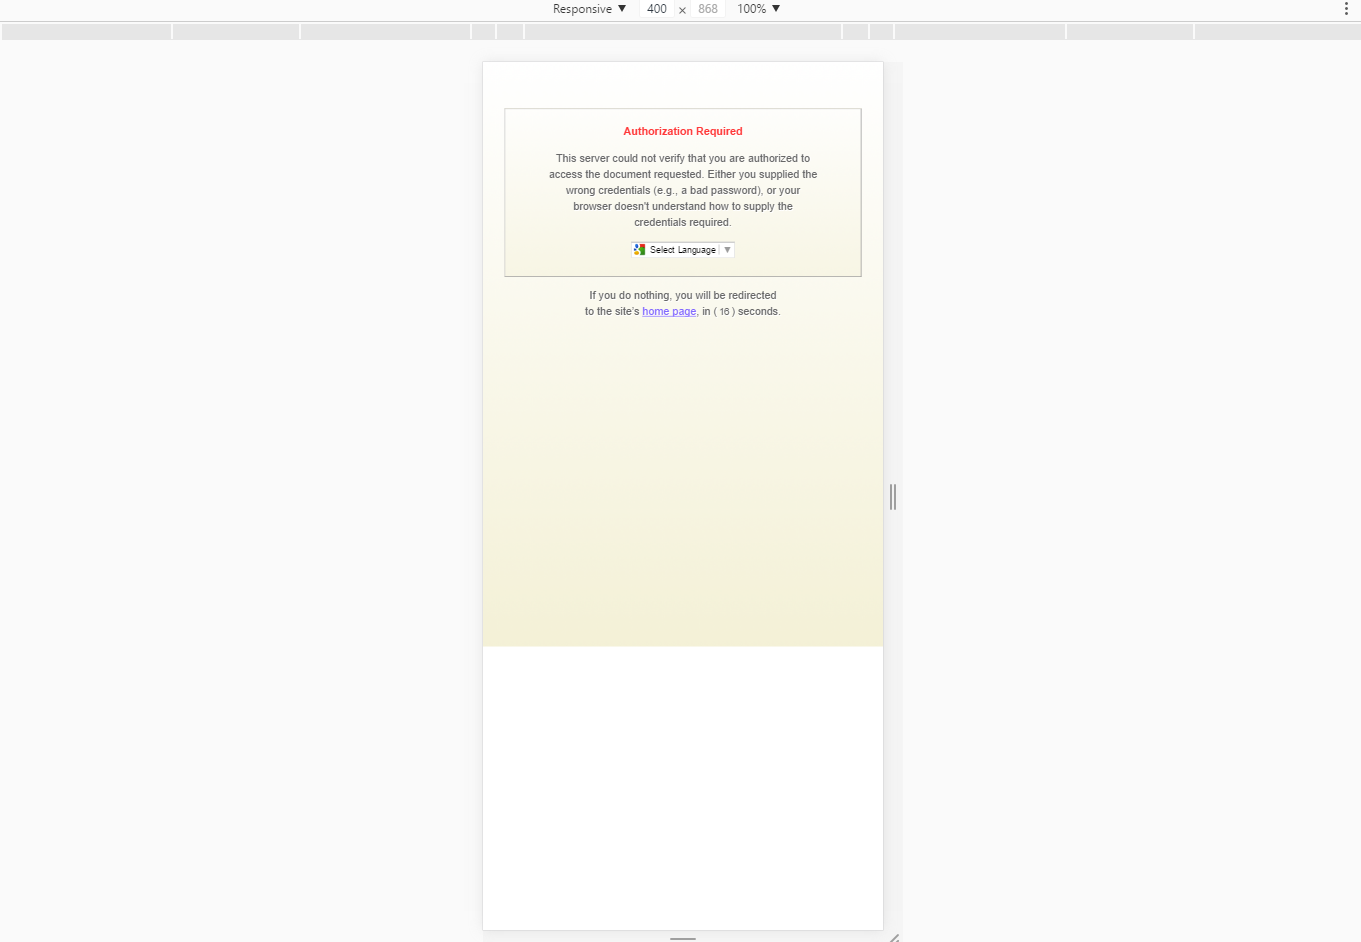 Responsive ▼ 400 × 868 100% ▼
Authorization Required
This server could not verify that you are authorized to
access the document requested. Either you supplied the
wrong credentials (e.g., a bad password), or your
browser doesn't understand how to supply the
credentials required.
Select Language ▼
If you do nothing, you will be redirected
to the site's home page, in ( 16 ) seconds.